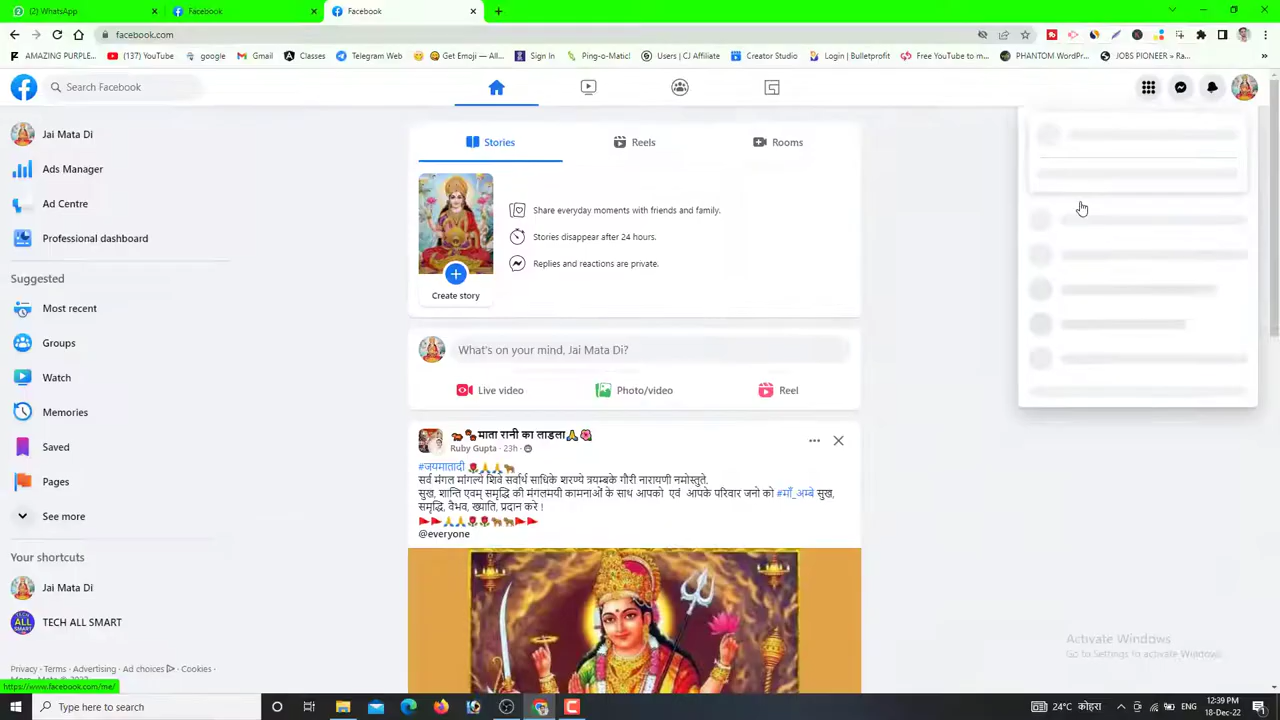 (2) WhatsApp
Facebook
Facebook
facebook.com
AMAZING PURPLE...
(137) YouTube
google
Gmail
Classes
Telegram Web
Get Emoji — All...
Sign In
Ping-o-Matic!
Users | CJ Affiliate
Creator Studio
Login | Bulletprofit
Free YouTube to m...
PHANTOM WordPr...
JOBS PIONEER » Ra...
Search Facebook
Jai Mata Di
Ads Manager
Ad Centre
Professional dashboard
Suggested
Most recent
Groups
Watch
Memories
Saved
Pages
See more
Your shortcuts
Jai Mata Di
TECH ALL SMART
Privacy · Terms · Advertising · Ad choices · Cookies ·
https://www.facebook.com/me/
Stories
Reels
Rooms
Share everyday moments with friends and family.
Stories disappear after 24 hours.
Replies and reactions are private.
Create story
What's on your mind, Jai Mata Di?
Live video
Photo/video
Reel
माता रानी का लाडला
Ruby Gupta · 23h ·
#जयमातादी
सर्व मंगल मांगल्ये शिवे सर्वार्थ साधिके शरण्ये त्रयम्बके गौरी नारायणी नमोस्तुते.
सुख, शान्ति एवम् समृद्धि की मंगलमयी कामनाओं के साथ आपको एवं आपके परिवार जनो को #माँ_अम्बे सुख,
समृद्धि, वैभव, ख्याति, प्रदान करे !
@everyone
Activate Windows
Go to Settings to activate Windows.
Type here to search
24°C कोहरा
ENG
12:39 PM
18-Dec-22